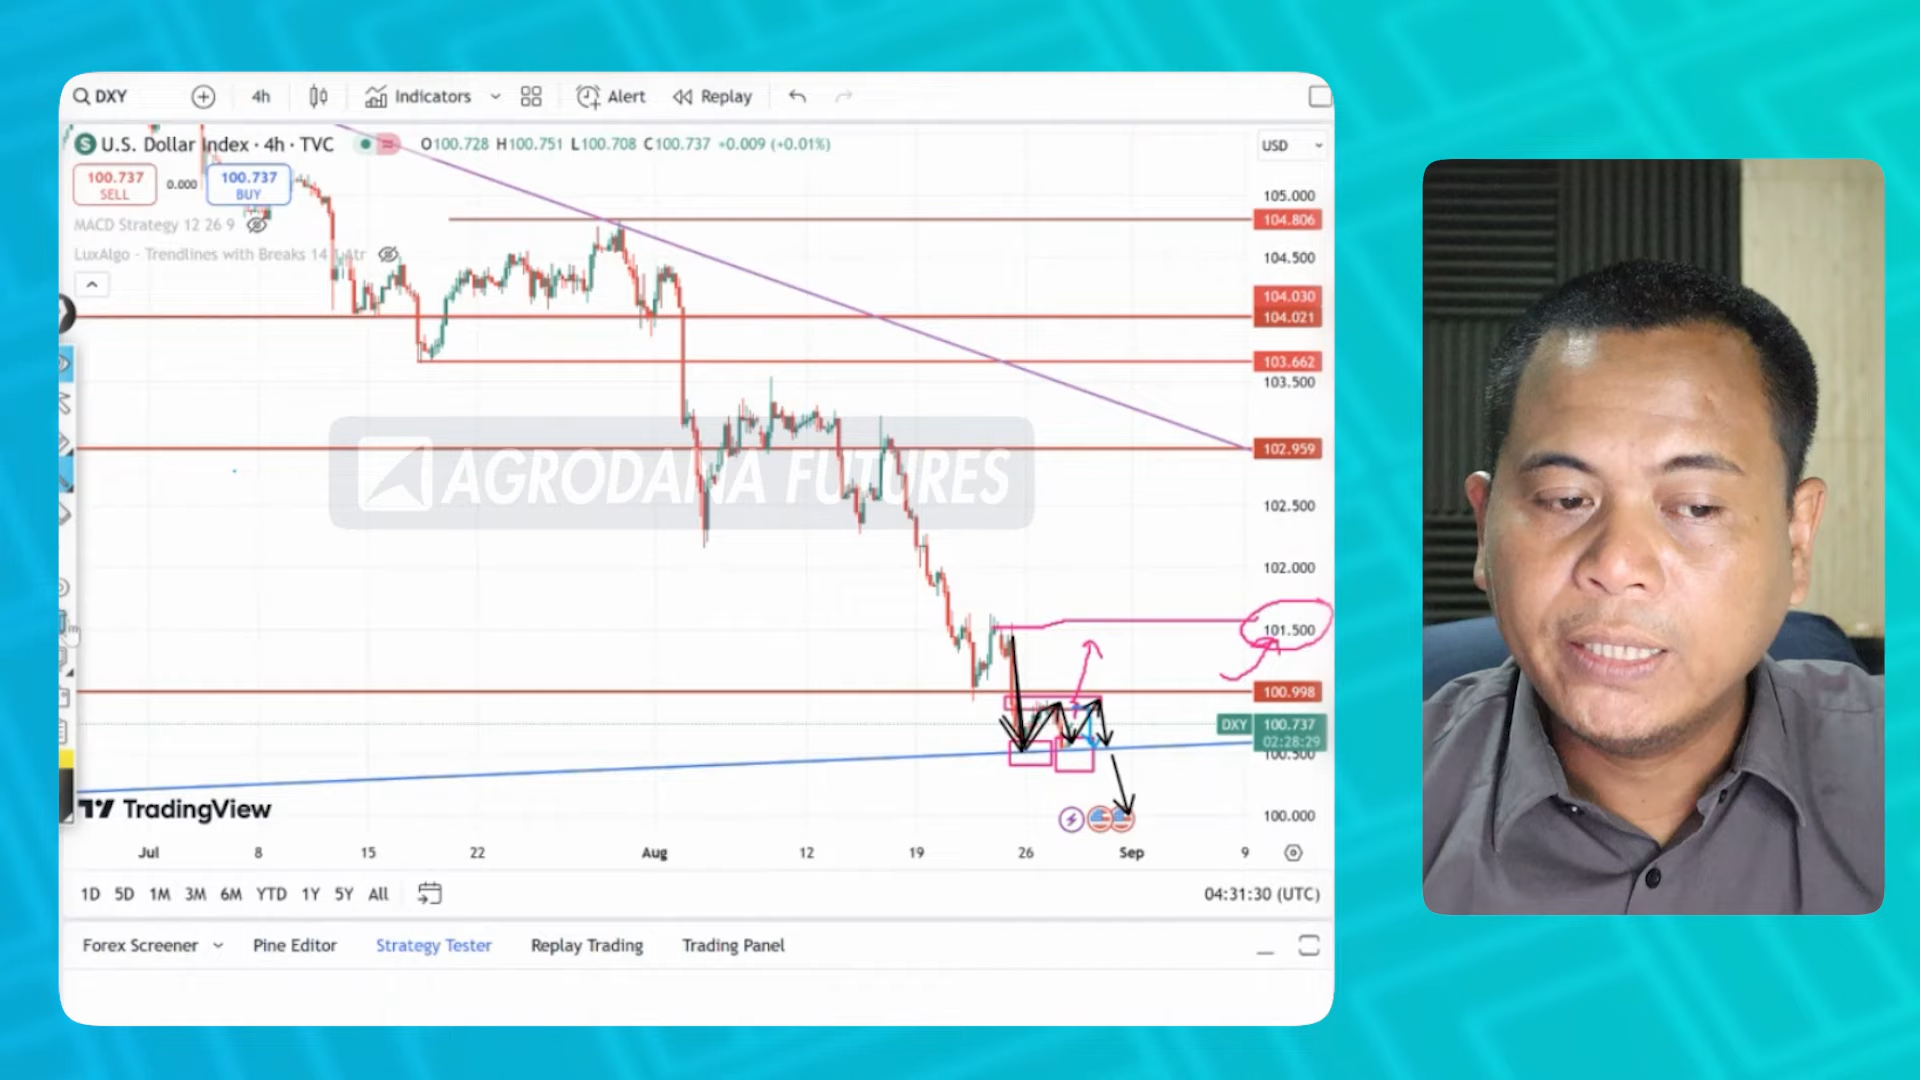 DXY 4h Indicators Alert Replay
S U.S. Dollar Index · 4h · TVC O100.728 H100.751 L100.708 C100.737 +0.009 (+0.01%) USD
100.737 0.000 100.737
SELL BUY
MACD Strategy 12 26 9
LuxAlgo - Trendlines with Breaks 14 1 Atr
105.000
104.806
104.500
104.030
104.021
103.662
103.500
102.959
AGRODANA FUTURES
102.500
102.000
101.500
100.998
DXY 100.737
02:28:29
100.500
100.000
TradingView
Jul 8 15 22 Aug 12 19 26 Sep 9
1D 5D 1M 3M 6M YTD 1Y 5Y All 04:31:30 (UTC)
Forex Screener Pine Editor Strategy Tester Replay Trading Trading Panel